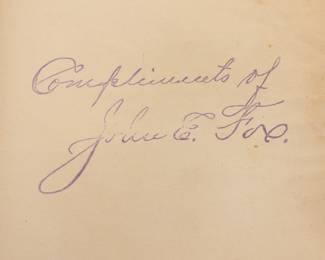 Compliments of
John E. Fox.